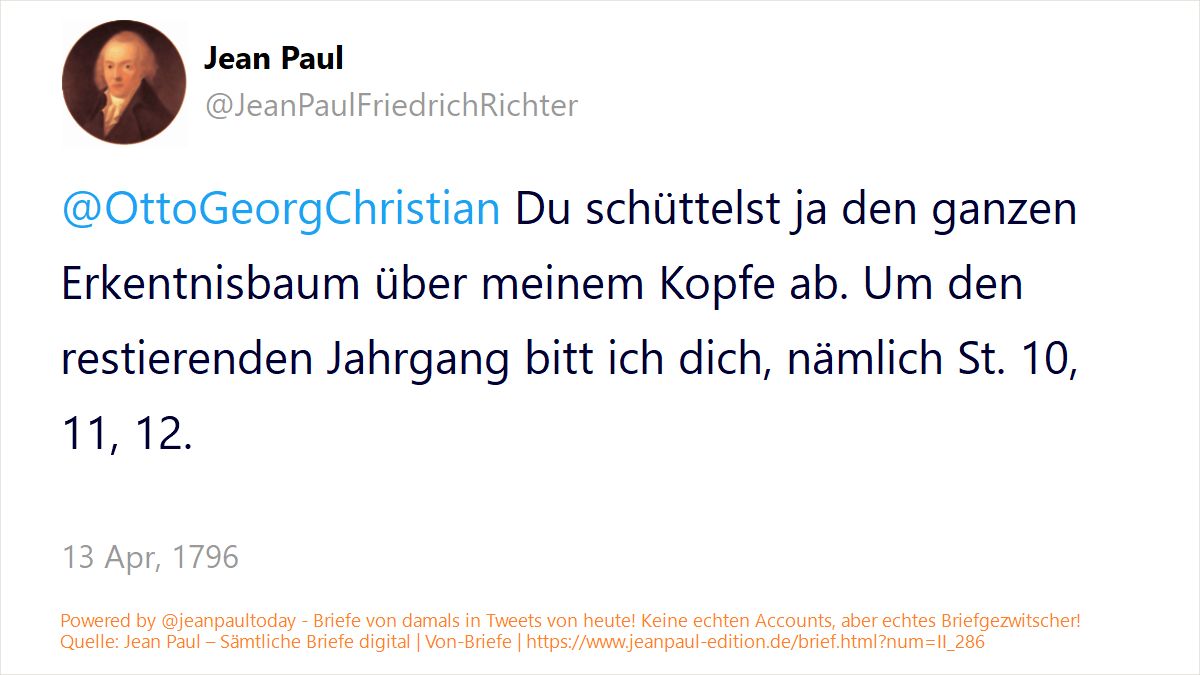 Jean Paul
@JeanPaulFriedrichRichter
@OttoGeorgChristian Du schüttelst ja den ganzen
Erkentnisbaum über meinem Kopfe ab. Um den
restierenden Jahrgang bitt ich dich, nämlich St. 10,
11, 12.
13 Apr, 1796
Powered by @jeanpaultoday - Briefe von damals in Tweets von heute! Keine echten Accounts, aber echtes Briefgezwitscher!
Quelle: Jean Paul – Sämtliche Briefe digital | Von-Briefe | https://www.jeanpaul-edition.de/brief.html?num=II_286